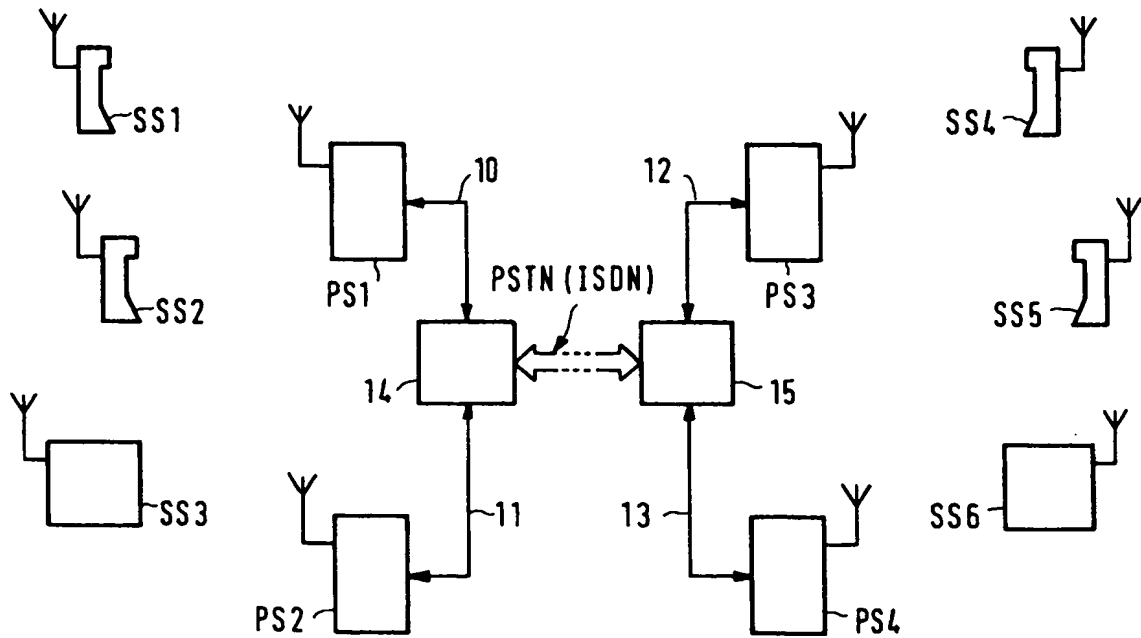 SS1
SS4
10
12
PS1
PS3
SS2
PSTN (ISDN)
SS5
14
15
SS3
11
13
SS6
PS2
PS4